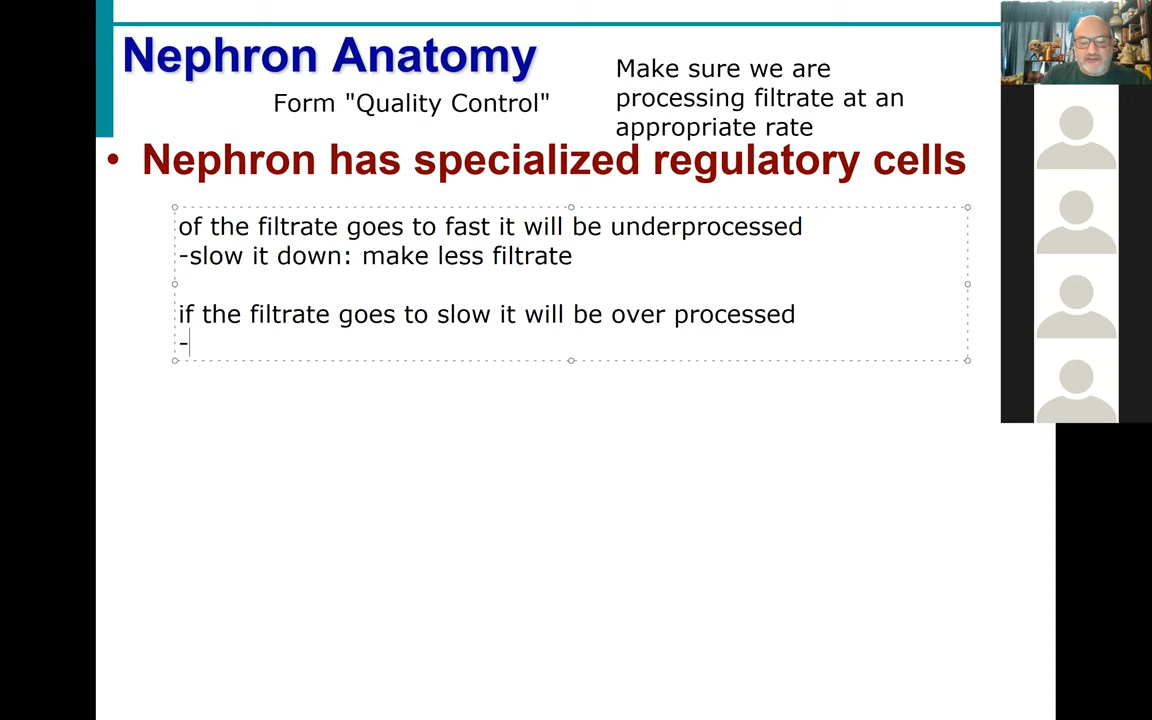 Nephron Anatomy
Form "Quality Control"
Make sure we are
processing filtrate at an
appropriate rate
• Nephron has specialized regulatory cells
of the filtrate goes to fast it will be underprocessed
-slow it down: make less filtrate
if the filtrate goes to slow it will be over processed
-